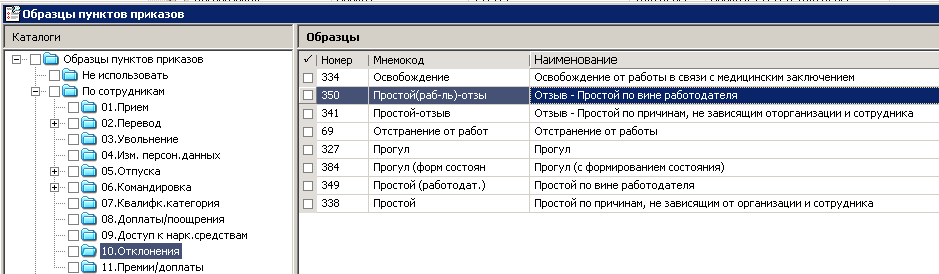 Образцы пунктов приказов
Каталоги
Образцы пунктов приказов
Не использовать
По сотрудникам
01.Прием
02.Перевод
03.Увольнение
04.Изм. персон.данных
05.Отпуска
06.Командировка
07.Квалифк.категория
08.Доплаты/поощрения
09.Доступ к нарк.средствам
10.Отклонения
11.Премии/доплаты
Образцы
Номер Мнемокод Наименование
334 Освобождение Освобождение от работы в связи с медицинским заключением
350 Простой(раб-ль)-отзы Отзыв - Простой по вине работодателя
341 Простой-отзыв Отзыв - Простой по причинам, не зависящим оторганизации и сотрудника
69 Отстранение от работ Отстранение от работы
327 Прогул Прогул
384 Прогул (форм состоян Прогул (с формированием состояния)
349 Простой (работодат.) Простой по вине работодателя
338 Простой Простой по причинам, не зависящим от организации и сотрудника